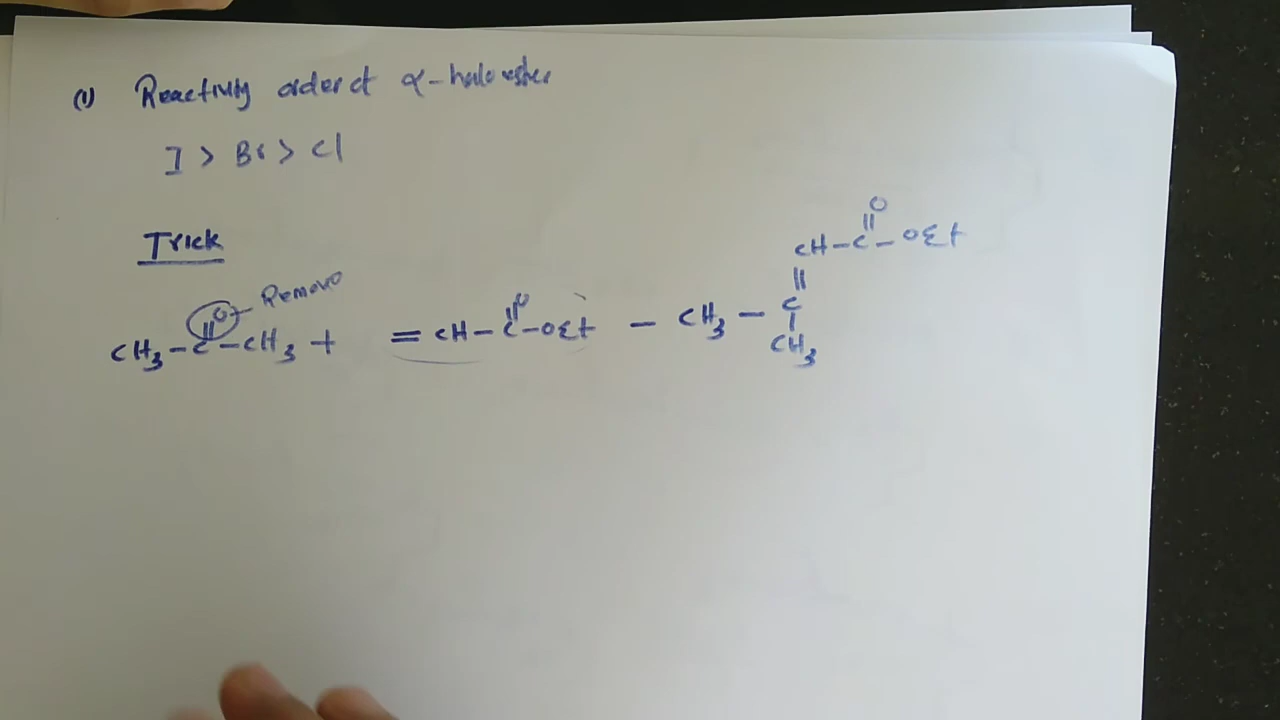 (1) Reactivity order of α-haloester
I > Br > Cl
Trick
Remove
O
CH3-C-CH3 + =CH-C-OEt - CH3-C
O
CH-C-OEt
O
CH3